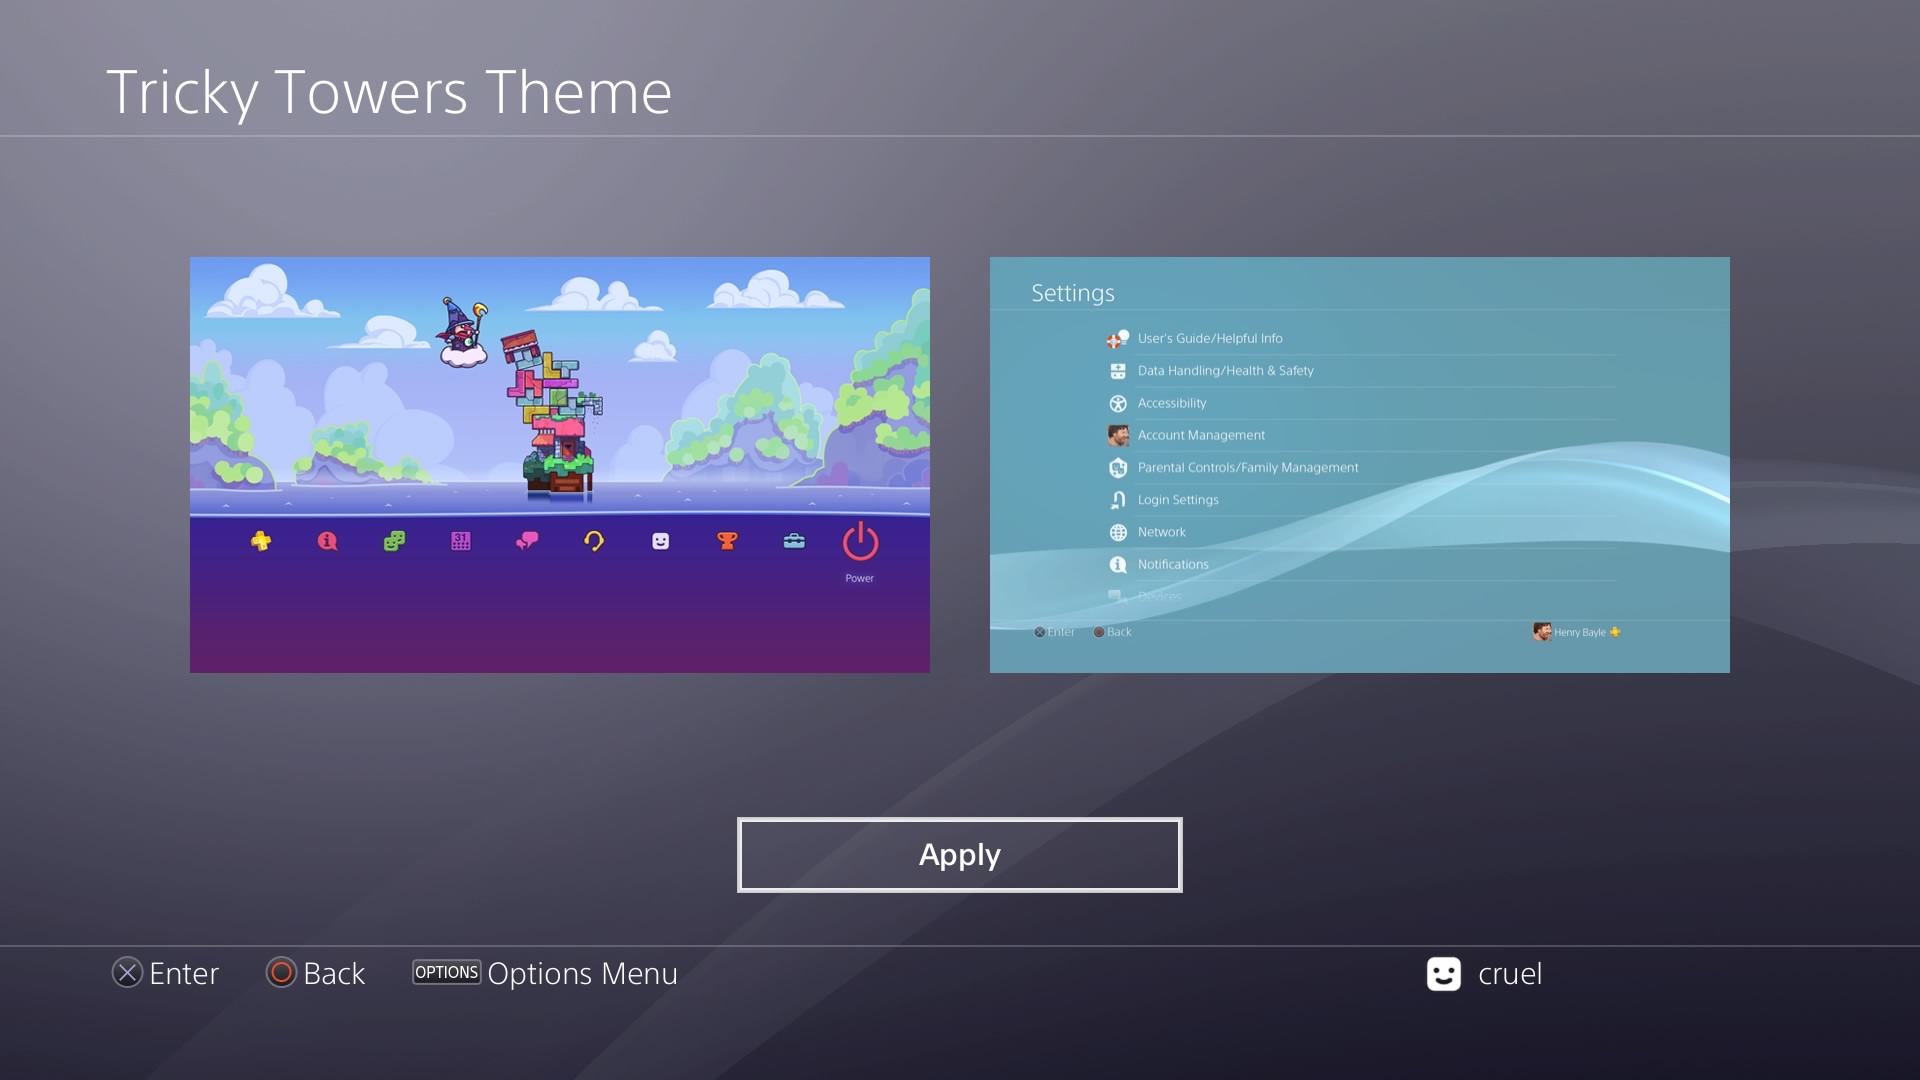 Tricky Towers Theme
31
Power
Settings
User's Guide/Helpful Info
Data Handling/Health & Safety
Accessibility
Account Management
Parental Controls/Family Management
Login Settings
Network
Notifications
Devices
Enter Back Henry Bayle
Apply
Enter Back OPTIONS Options Menu cruel